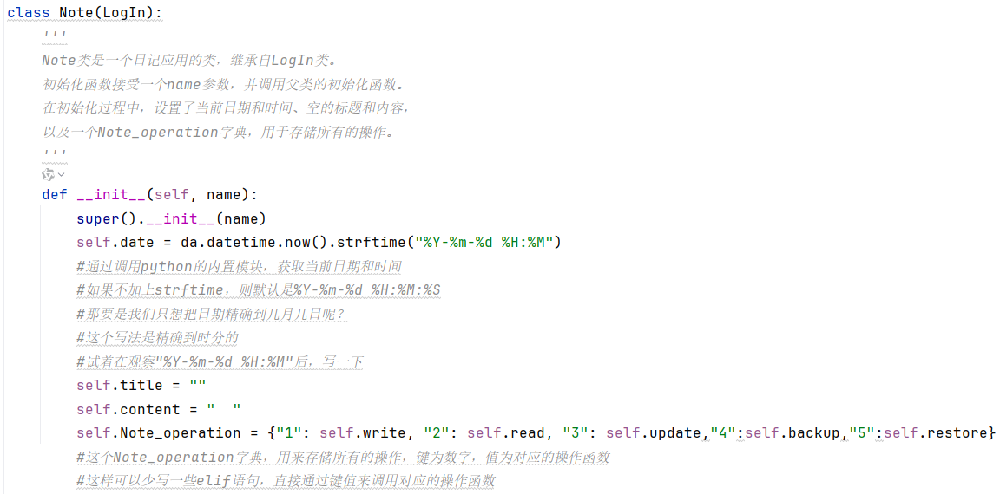 class Note(LogIn):
    '''
    Note类是一个日记应用的类，继承自LogIn类。
    初始化函数接受一个name参数，并调用父类的初始化函数。
    在初始化过程中，设置了当前日期和时间、空的标题和内容，
    以及一个Note_operation字典，用于存储所有的操作。
    '''
    def __init__(self, name):
        super().__init__(name)
        self.date = da.datetime.now().strftime("%Y-%m-%d %H:%M")
        #通过调用python的内置模块，获取当前日期和时间
        #如果不加上strftime，则默认是%Y-%m-%d %H:%M:%S
        #那要是我们只想把日期精确到几月几日呢？
        #这个写法是精确到时分的
        #试着在观察"%Y-%m-%d %H:%M"后，写一下
        self.title = ""
        self.content = "  "
        self.Note_operation = {"1": self.write, "2": self.read, "3": self.update,"4":self.backup,"5":self.restore}
        #这个Note_operation字典，用来存储所有的操作，键为数字，值为对应的操作函数
        #这样可以少写一些elif语句，直接通过键值来调用对应的操作函数